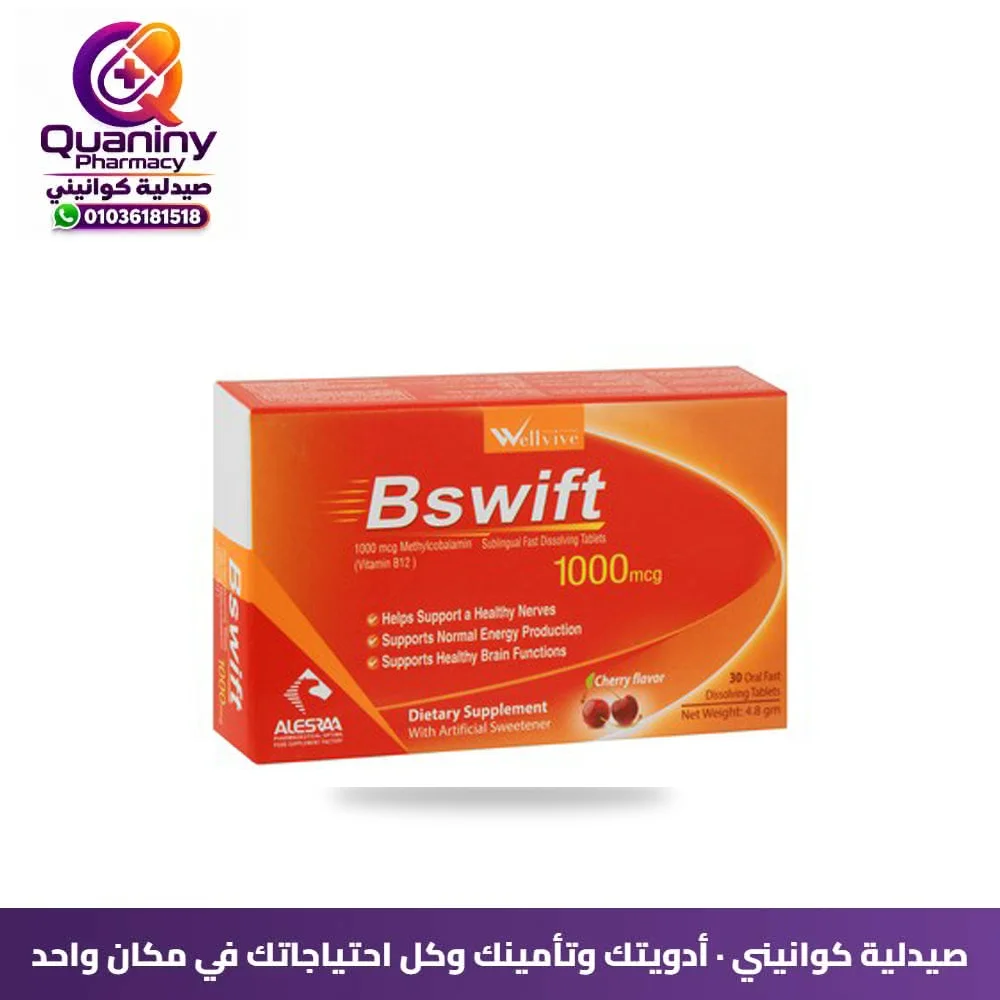 Quaniny
Pharmacy
صيدلية كوانيني
01036181518
Wellvive
Bswift
1000 mcg Methylcobalamin Sublingual Fast Dissolving Tablets
(Vitamin B12 )
1000mcg
Helps Support a Healthy Nerves
Supports Normal Energy Production
Supports Healthy Brain Functions
Cherry flavor
30 Oral Fast
Dissolving Tablets
Net Weight: 4.8 gm
Dietary Supplement
With Artificial Sweetener
ALESRAA
Bswift
1000
صيدلية كوانيني · أدويتك وتأمينك وكل احتياجاتك في مكان واحد